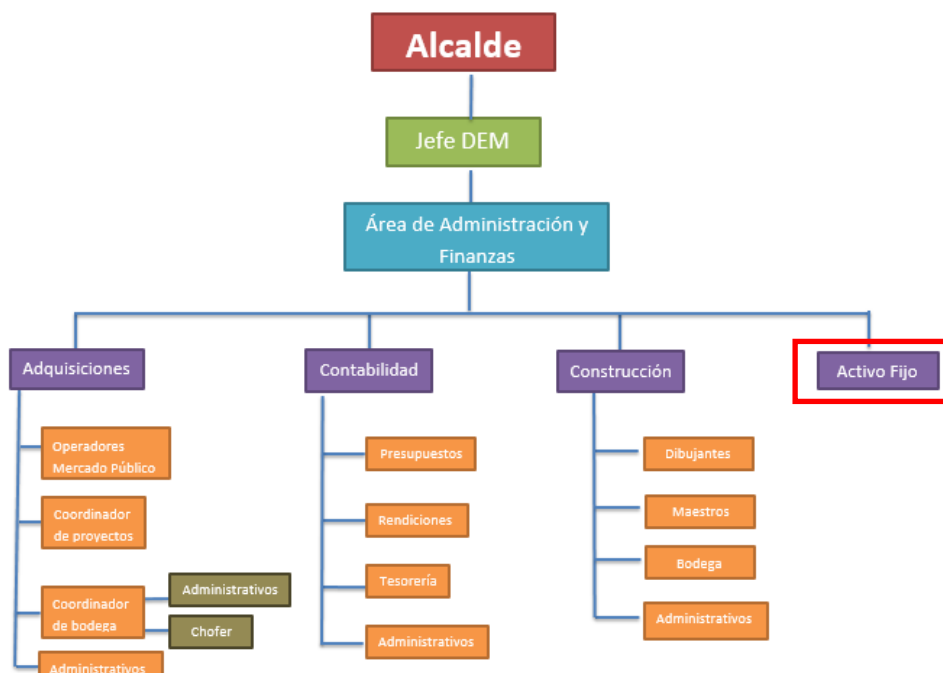 Alcalde
Jefe DEM
Área de Administración y
Finanzas
Adquisiciones
Contabilidad
Construcción
Activo Fijo
Operadores
Mercado Público
Coordinador
de proyectos
Coordinador
de bodega
Administrativos
Chofer
Administrativos
Presupuestos
Rendiciones
Tesorería
Administrativos
Dibujantes
Maestros
Bodega
Administrativos